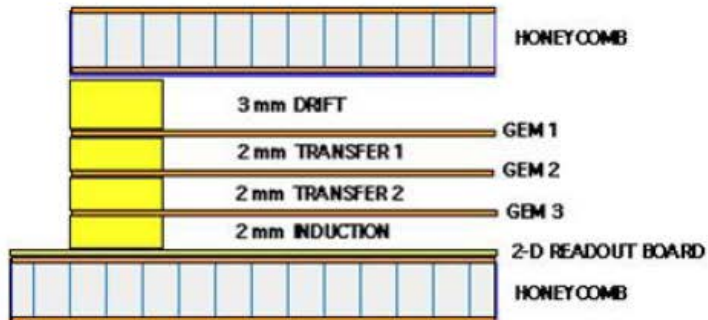 HONEYCOMB
3 mm DRIFT
GEM 1
2 mm TRANSFER 1
GEM 2
2 mm TRANSFER 2
GEM 3
2 mm INDUCTION
2-D READOUT BOARD
HONEYCOMB